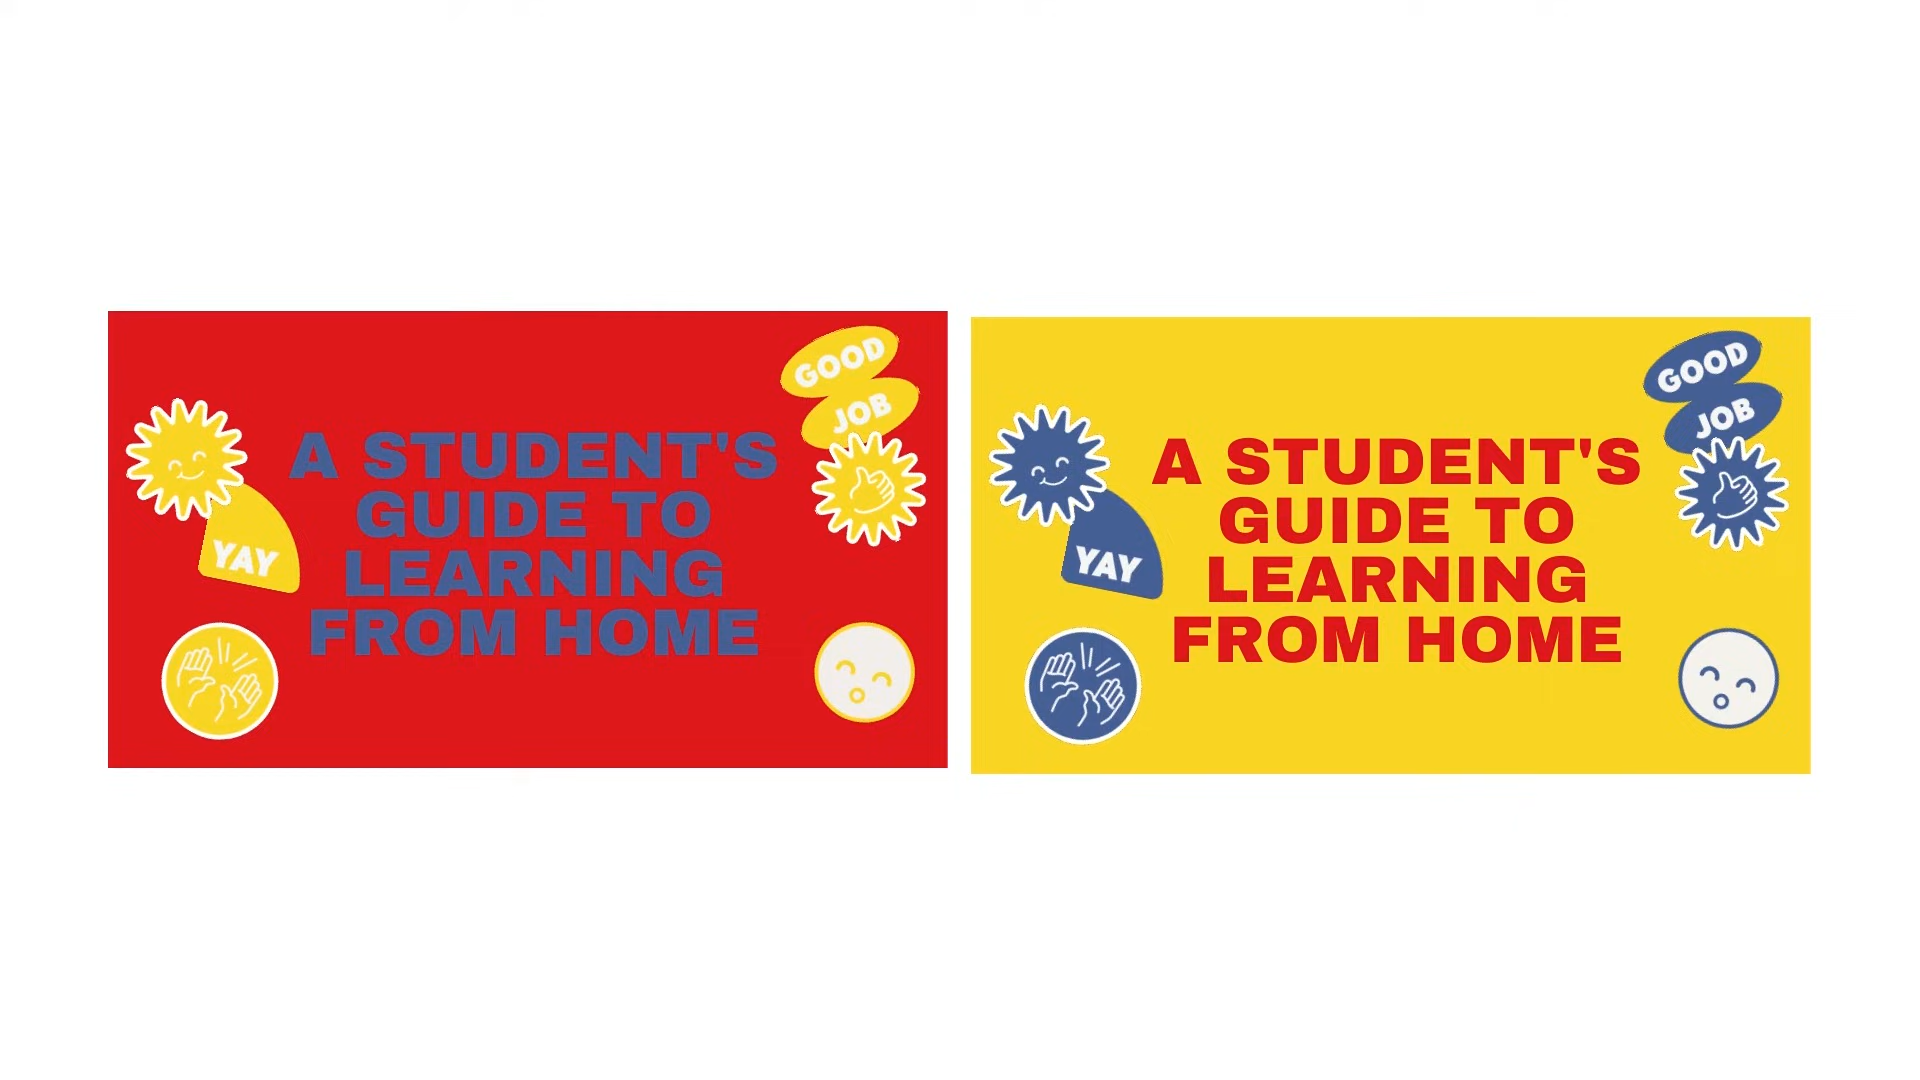 GOOD
JOB
A STUDENT'S
GUIDE TO
LEARNING
FROM HOME
YAY
GOOD
JOB
A STUDENT'S
GUIDE TO
LEARNING
FROM HOME
YAY